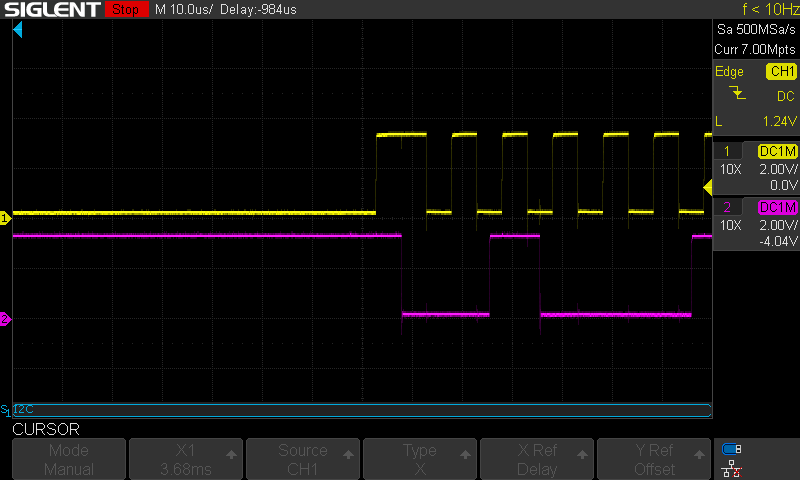 SIGLENT Stop M 10.0us/ Delay:-984us f < 10Hz
Sa 500MSa/s
Curr 7.00Mpts
Edge CH1
DC
L 1.24V
1 DC1M
10X 2.00V/
0.0V
2 DC1M
10X 2.00V/
-4.04V
1
2
S1 I2C
CURSOR
Mode X1 Source Type X Ref Y Ref
Manual 3.68ms CH1 X Delay Offset